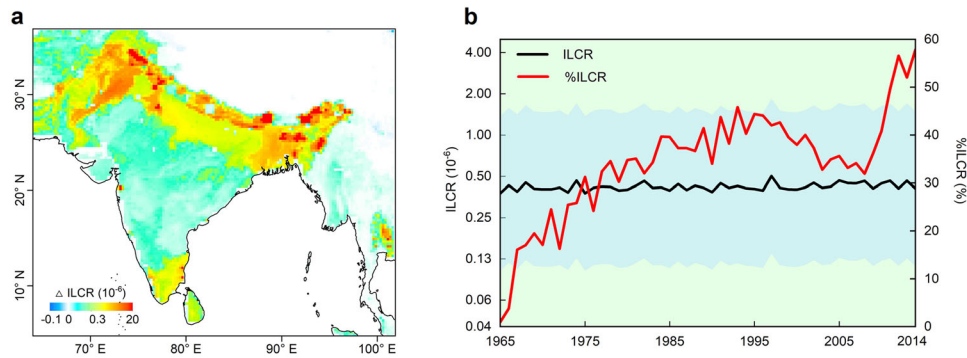 a
30° N
20° N
10° N
△ ILCR (10⁻⁶)
-0.1 0 0.3 20
70° E 80° E 90° E 100° E
b
ILCR
%ILCR
ILCR (10⁻⁶)
4.00
2.00
1.00
0.50
0.25
0.13
0.06
0.04
60
50
40
30
20
10
0
%ILCR (%)
1965 1975 1985 1995 2005 2014